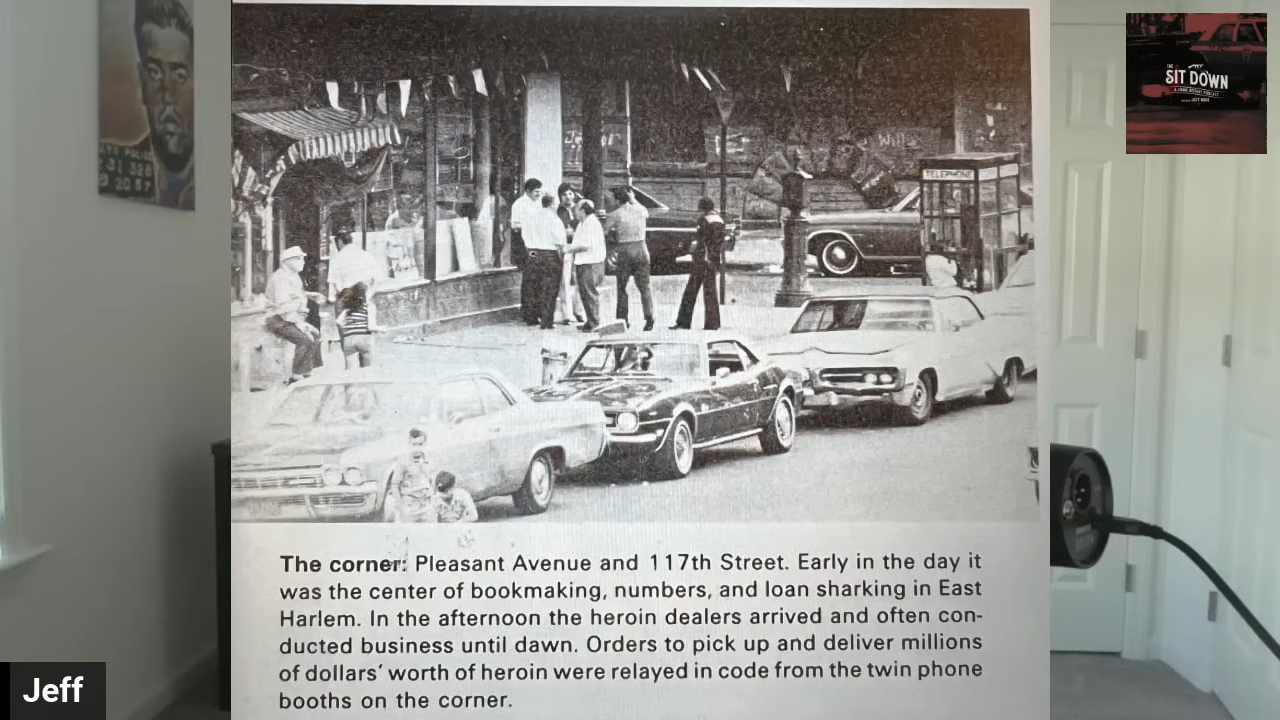 SIT DOWN
TELEPHONE
The corner: Pleasant Avenue and 117th Street. Early in the day it
was the center of bookmaking, numbers, and loan sharking in East
Harlem. In the afternoon the heroin dealers arrived and often con-
ducted business until dawn. Orders to pick up and deliver millions
of dollars' worth of heroin were relayed in code from the twin phone
booths on the corner.
Jeff